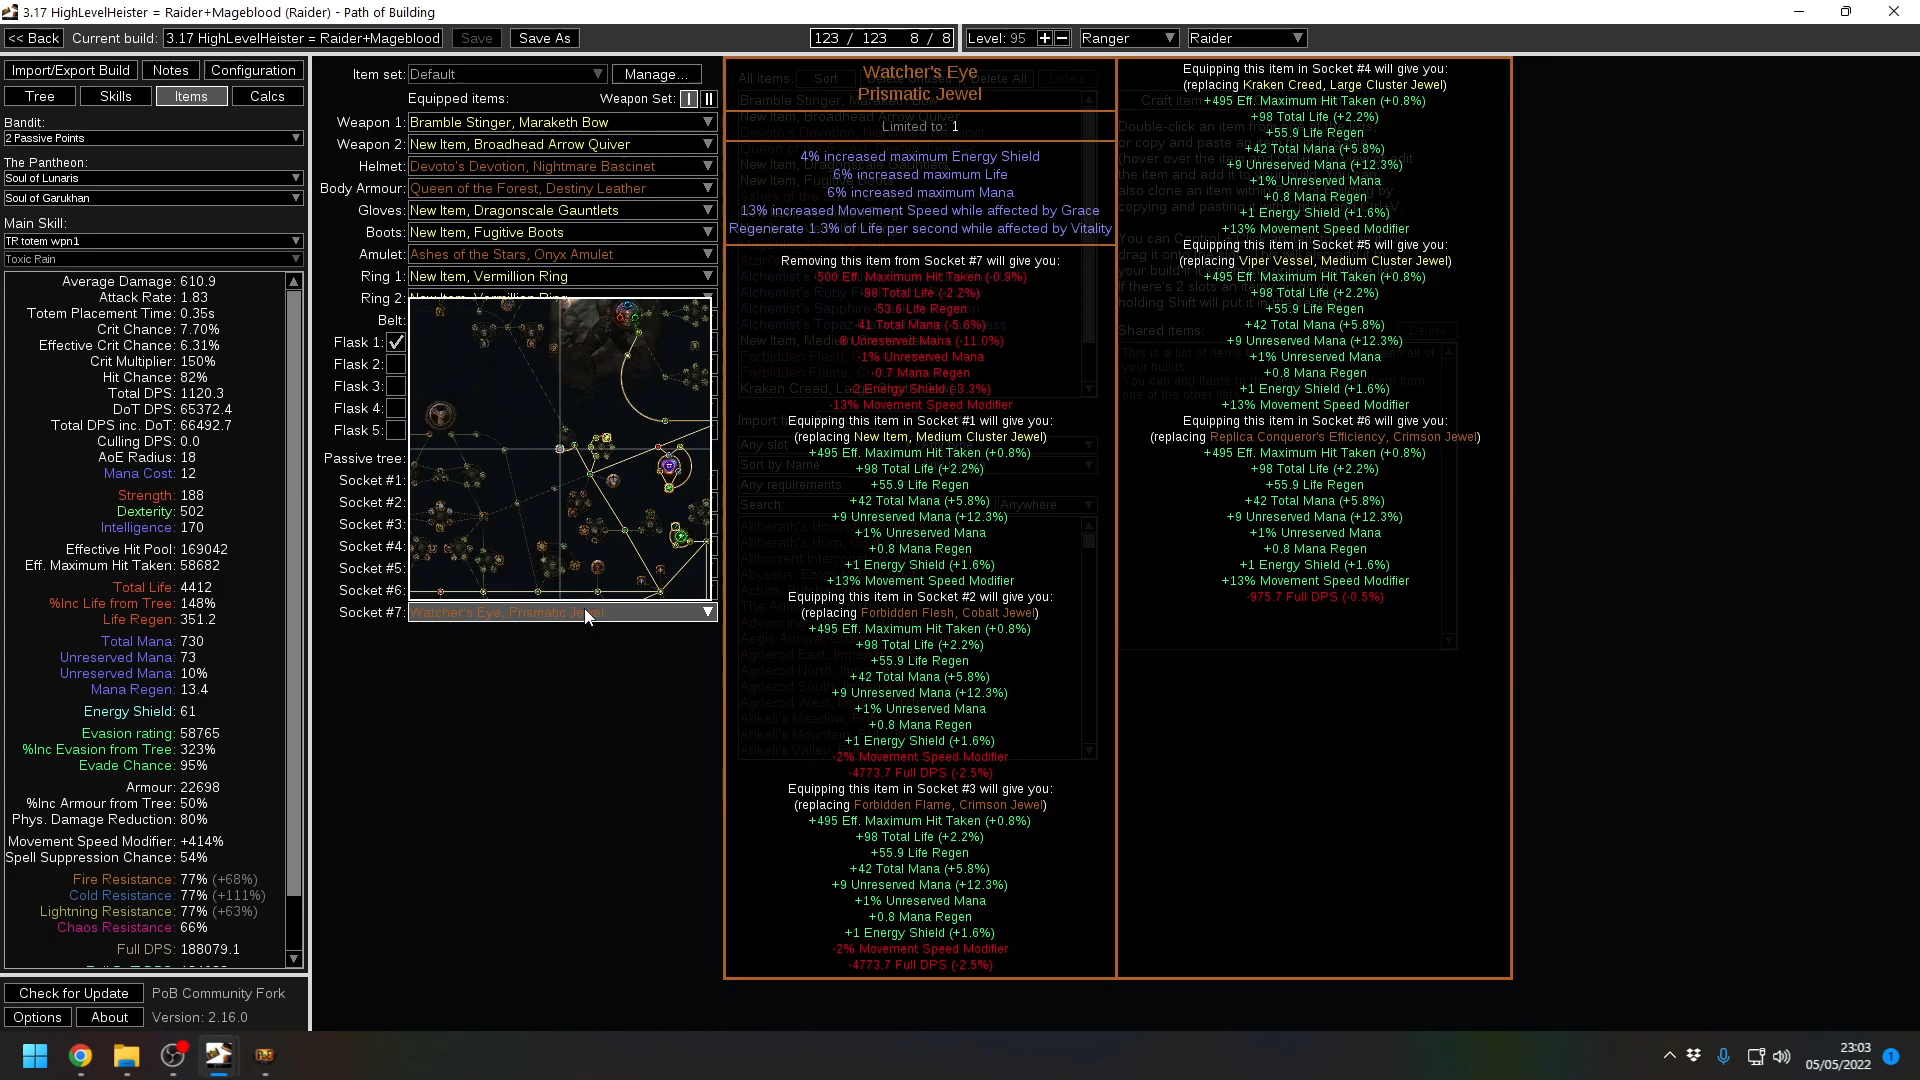 3.17 HighLevelHeister = Raider+Mageblood (Raider) - Path of Building
<< Back Current build: 3.17 HighLevelHeister = Raider+Mageblood Save Save As 123 / 123 8 / 8 Level: 95 Ranger Raider
Import/Export Build Notes Configuration
Tree Skills Items Calcs
Bandit:
2 Passive Points
The Pantheon:
Soul of Lunaris
Soul of Garukhan
Main Skill:
TR totem wpn1
Toxic Rain
Average Damage: 610.9
Attack Rate: 1.83
Totem Placement Time: 0.35s
Crit Chance: 7.70%
Effective Crit Chance: 6.31%
Crit Multiplier: 150%
Hit Chance: 82%
Total DPS: 1120.3
DoT DPS: 65372.4
Total DPS inc. DoT: 66492.7
Culling DPS: 0.0
AoE Radius: 18
Mana Cost: 12
Strength: 188
Dexterity: 502
Intelligence: 170
Effective Hit Pool: 169042
Eff. Maximum Hit Taken: 58682
Total Life: 4412
%Inc Life from Tree: 148%
Life Regen: 351.2
Total Mana: 730
Unreserved Mana: 73
Unreserved Mana: 10%
Mana Regen: 13.4
Energy Shield: 61
Evasion rating: 58765
%Inc Evasion from Tree: 323%
Evade Chance: 95%
Armour: 22698
%Inc Armour from Tree: 50%
Phys. Damage Reduction: 80%
Movement Speed Modifier: +414%
Spell Suppression Chance: 54%
Fire Resistance: 77% (+68%)
Cold Resistance: 77% (+111%)
Lightning Resistance: 77% (+63%)
Chaos Resistance: 66%
Full DPS: 188079.1
Check for Update PoB Community Fork
Options About Version: 2.16.0
Item set: Default Manage...
Equipped items: Weapon Set: I II
Weapon 1: Bramble Stinger, Maraketh Bow
Weapon 2: New Item, Broadhead Arrow Quiver
Helmet: Devoto's Devotion, Nightmare Bascinet
Body Armour: Queen of the Forest, Destiny Leather
Gloves: New Item, Dragonscale Gauntlets
Boots: New Item, Fugitive Boots
Amulet: Ashes of the Stars, Onyx Amulet
Ring 1: New Item, Vermillion Ring
Ring 2: New Item, Vermillion Ring
Belt:
Flask 1:
Flask 2:
Flask 3:
Flask 4:
Flask 5:
Passive tree:
Socket #1:
Socket #2:
Socket #3:
Socket #4:
Socket #5:
Socket #6:
Socket #7: Watcher's Eye, Prismatic Jewel
Watcher's Eye
Prismatic Jewel
Limited to: 1
4% increased maximum Energy Shield
6% increased maximum Life
6% increased maximum Mana
13% increased Movement Speed while affected by Grace
Regenerate 1.3% of Life per second while affected by Vitality
Removing this item from Socket #7 will give you:
-500 Eff. Maximum Hit Taken (-0.9%)
-98 Total Life (-2.2%)
-53.6 Life Regen
-41 Total Mana (-5.6%)
-8 Unreserved Mana (-11.0%)
-1% Unreserved Mana
-0.7 Mana Regen
-2 Energy Shield (-3.3%)
-13% Movement Speed Modifier
Equipping this item in Socket #1 will give you:
(replacing New Item, Medium Cluster Jewel)
+495 Eff. Maximum Hit Taken (+0.8%)
+98 Total Life (+2.2%)
+55.9 Life Regen
+42 Total Mana (+5.8%)
+9 Unreserved Mana (+12.3%)
+1% Unreserved Mana
+0.8 Mana Regen
+1 Energy Shield (+1.6%)
+13% Movement Speed Modifier
Equipping this item in Socket #2 will give you:
(replacing Forbidden Flesh, Cobalt Jewel)
+495 Eff. Maximum Hit Taken (+0.8%)
+98 Total Life (+2.2%)
+55.9 Life Regen
+42 Total Mana (+5.8%)
+9 Unreserved Mana (+12.3%)
+1% Unreserved Mana
+0.8 Mana Regen
+1 Energy Shield (+1.6%)
-2% Movement Speed Modifier
-4773.7 Full DPS (-2.5%)
Equipping this item in Socket #3 will give you:
(replacing Forbidden Flame, Crimson Jewel)
+495 Eff. Maximum Hit Taken (+0.8%)
+98 Total Life (+2.2%)
+55.9 Life Regen
+42 Total Mana (+5.8%)
+9 Unreserved Mana (+12.3%)
+1% Unreserved Mana
+0.8 Mana Regen
+1 Energy Shield (+1.6%)
-2% Movement Speed Modifier
-4773.7 Full DPS (-2.5%)
Equipping this item in Socket #4 will give you:
(replacing Kraken Creed, Large Cluster Jewel)
+495 Eff. Maximum Hit Taken (+0.8%)
+98 Total Life (+2.2%)
+55.9 Life Regen
+42 Total Mana (+5.8%)
+9 Unreserved Mana (+12.3%)
+1% Unreserved Mana
+0.8 Mana Regen
+1 Energy Shield (+1.6%)
+13% Movement Speed Modifier
Equipping this item in Socket #5 will give you:
(replacing Viper Vessel, Medium Cluster Jewel)
+495 Eff. Maximum Hit Taken (+0.8%)
+98 Total Life (+2.2%)
+55.9 Life Regen
+42 Total Mana (+5.8%)
+9 Unreserved Mana (+12.3%)
+1% Unreserved Mana
+0.8 Mana Regen
+1 Energy Shield (+1.6%)
+13% Movement Speed Modifier
Equipping this item in Socket #6 will give you:
(replacing Replica Conqueror's Efficiency, Crimson Jewel)
+495 Eff. Maximum Hit Taken (+0.8%)
+98 Total Life (+2.2%)
+55.9 Life Regen
+42 Total Mana (+5.8%)
+9 Unreserved Mana (+12.3%)
+1% Unreserved Mana
+0.8 Mana Regen
+1 Energy Shield (+1.6%)
+13% Movement Speed Modifier
-975.7 Full DPS (-0.5%)
23:03
05/05/2022
1